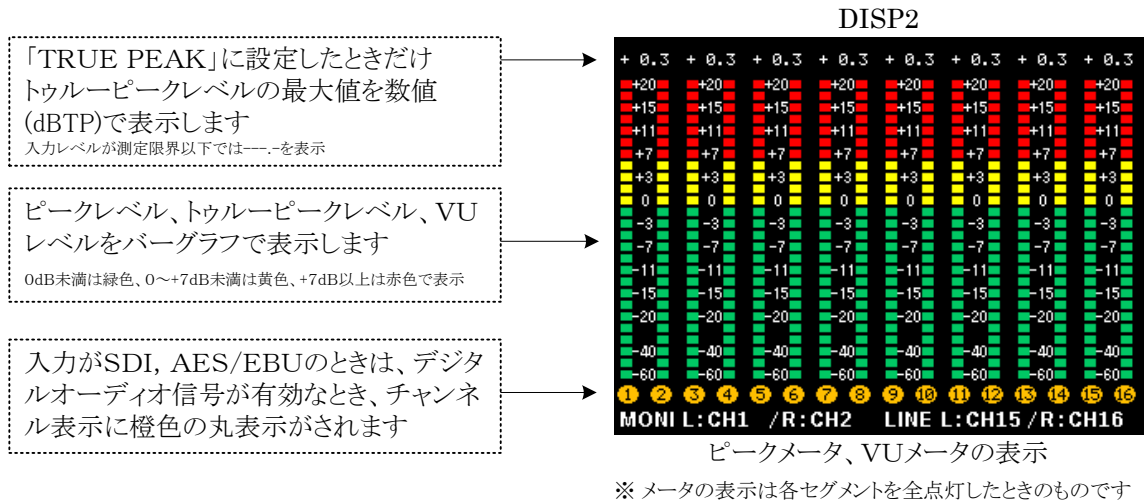 DISP2
「TRUE PEAK」に設定したときだけ
トゥルーピークレベルの最大値を数値
(dBTP)で表示します
入力レベルが測定限界以下では---.-を表示
ピークレベル、トゥルーピークレベル、VU
レベルをバーグラフで表示します
0dB未満は緑色、0～+7dB未満は黄色、+7dB以上は赤色で表示
入力がSDI, AES/EBUのときは、デジタ
ルオーディオ信号が有効なとき、チャンネ
ル表示に橙色の丸表示がされます
+ 0.3 + 0.3 + 0.3 + 0.3 + 0.3 + 0.3 + 0.3 + 0.3
+20 +20 +20 +20 +20 +20 +20 +20
+15 +15 +15 +15 +15 +15 +15 +15
+11 +11 +11 +11 +11 +11 +11 +11
+7 +7 +7 +7 +7 +7 +7 +7
+3 +3 +3 +3 +3 +3 +3 +3
0 0 0 0 0 0 0 0
-3 -3 -3 -3 -3 -3 -3 -3
-7 -7 -7 -7 -7 -7 -7 -7
-11 -11 -11 -11 -11 -11 -11 -11
-15 -15 -15 -15 -15 -15 -15 -15
-20 -20 -20 -20 -20 -20 -20 -20
-40 -40 -40 -40 -40 -40 -40 -40
-60 -60 -60 -60 -60 -60 -60 -60
1 2 3 4 5 6 7 8 9 10 11 12 13 14 15 16
MONI L:CH1 /R:CH2 LINE L:CH15 /R:CH16
ピークメータ、VUメータの表示
※ メータの表示は各セグメントを全点灯したときのものです